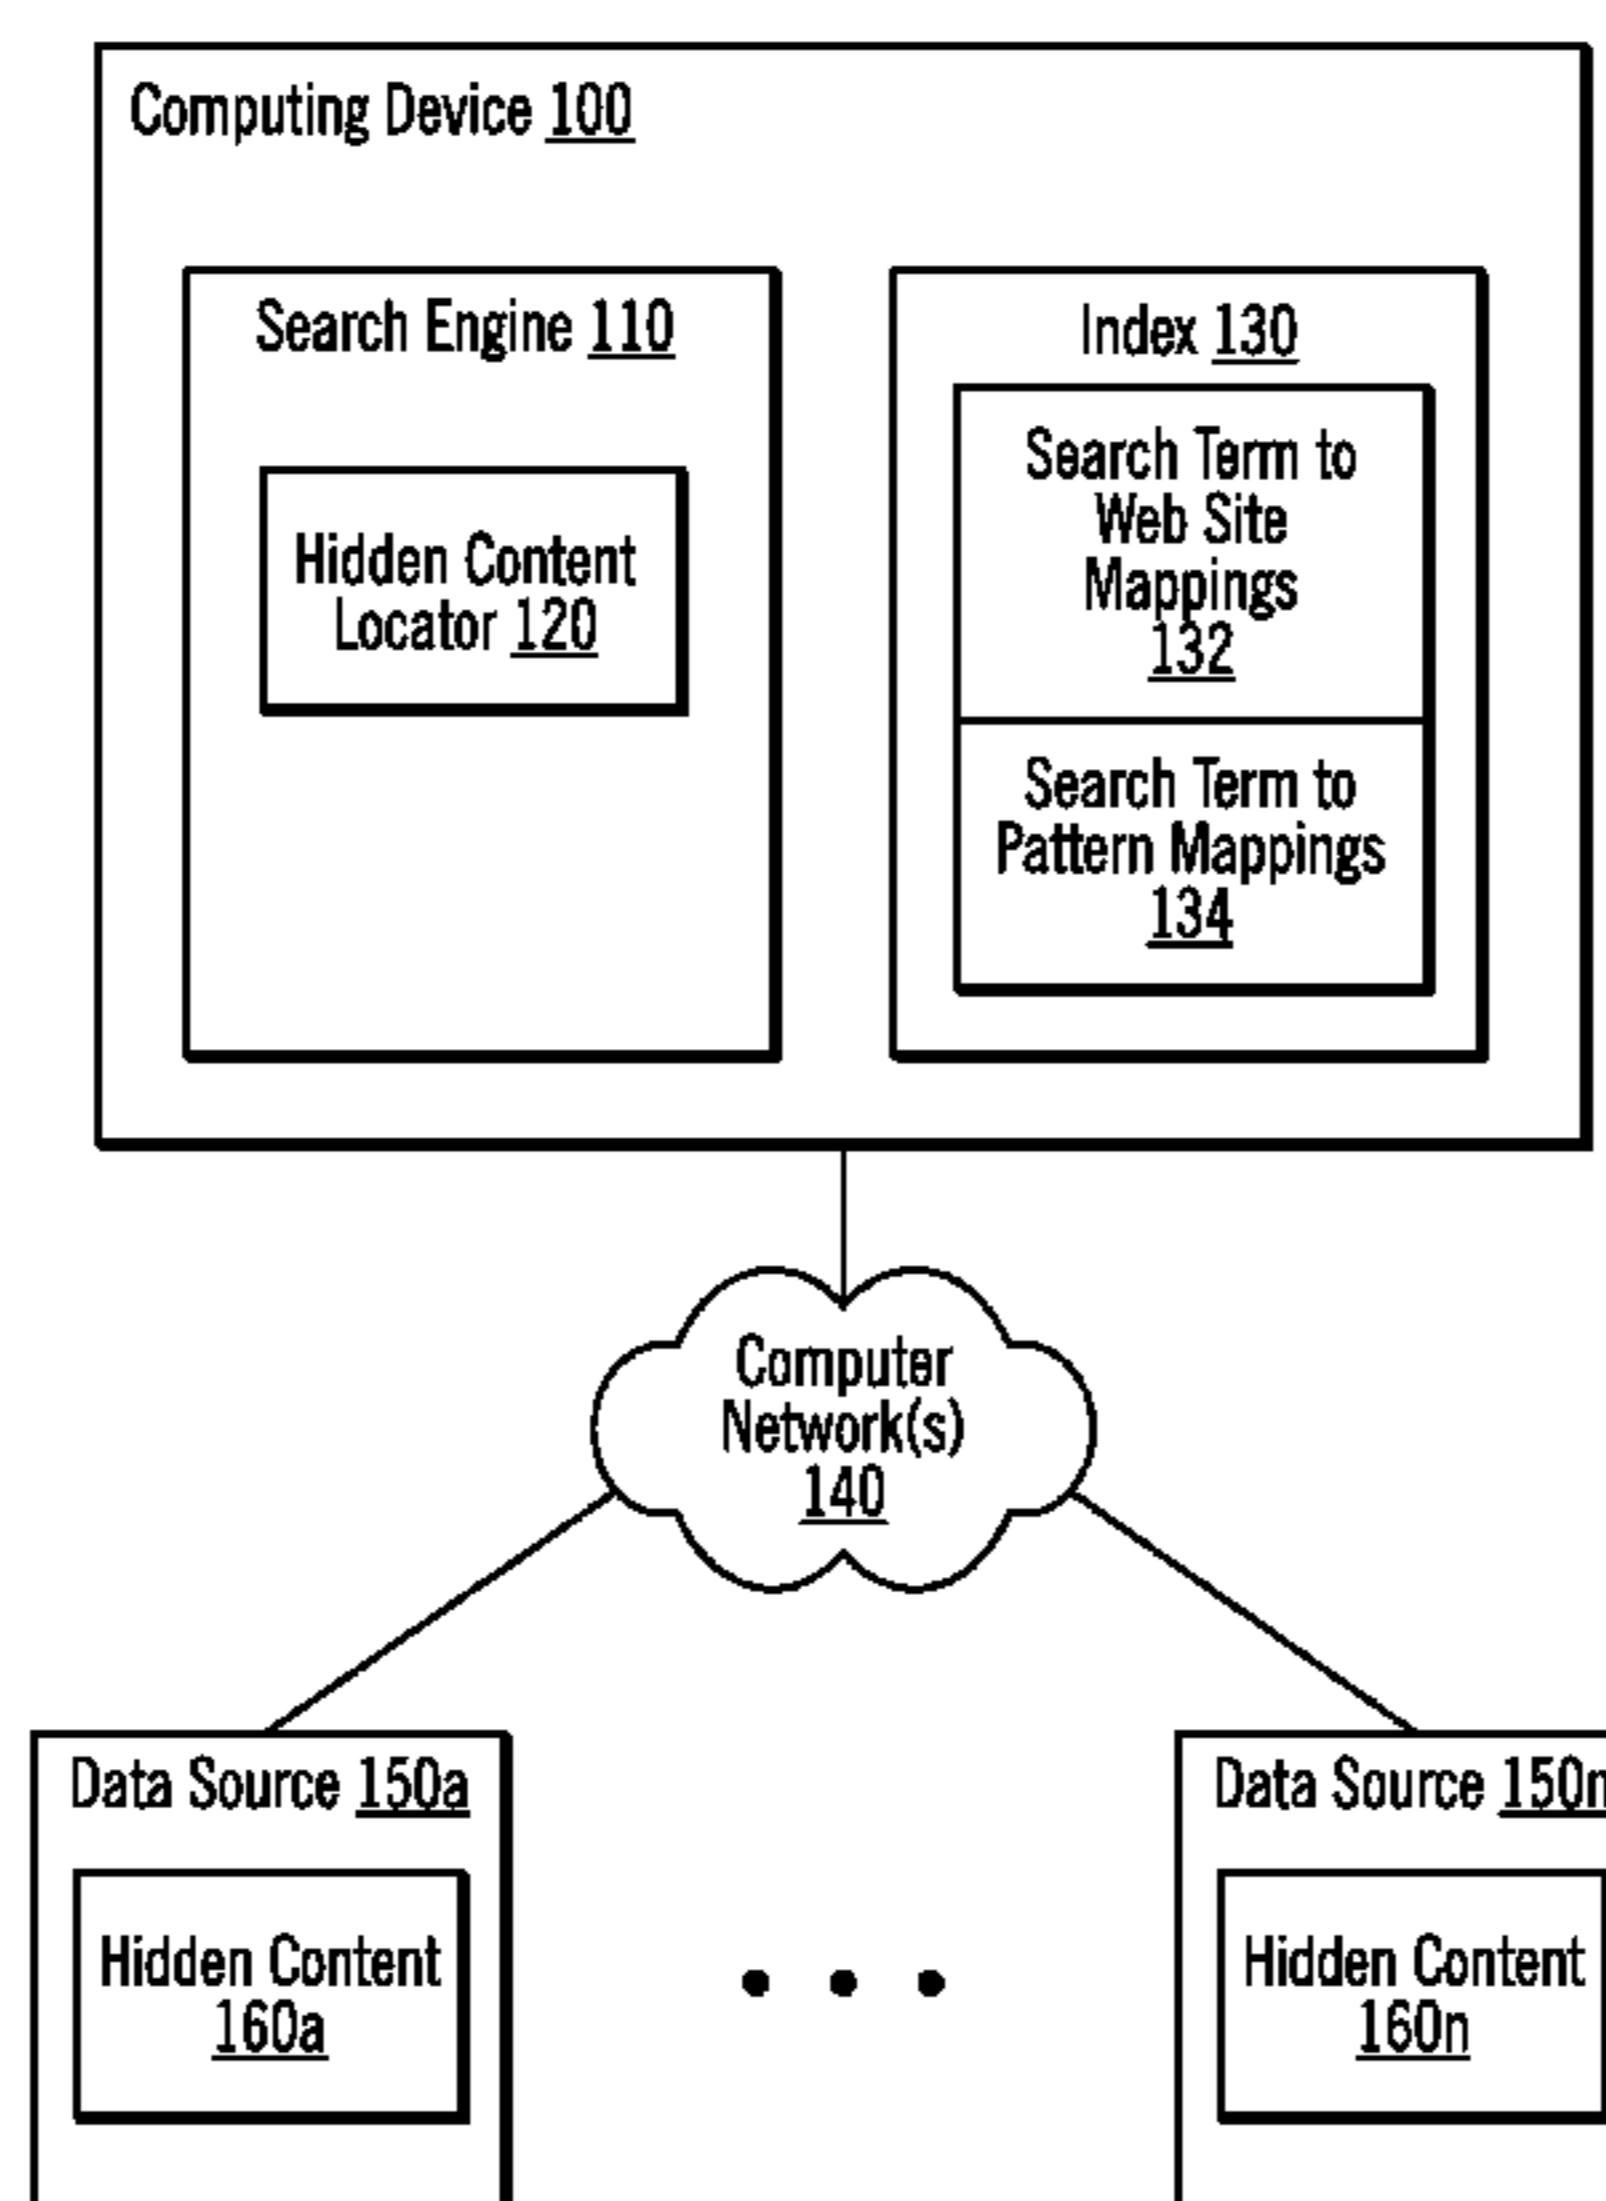 Computing Device 100
Search Engine 110
Hidden Content
Locator 120
Index 130
Search Term to
Web Site
Mappings
132
Search Term to
Pattern Mappings
134
Computer
Network(s)
140
Data Source 150a
Hidden Content
160a
Data Source 150n
Hidden Content
160n